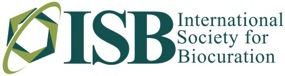 ISB International
Society for
Biocuration